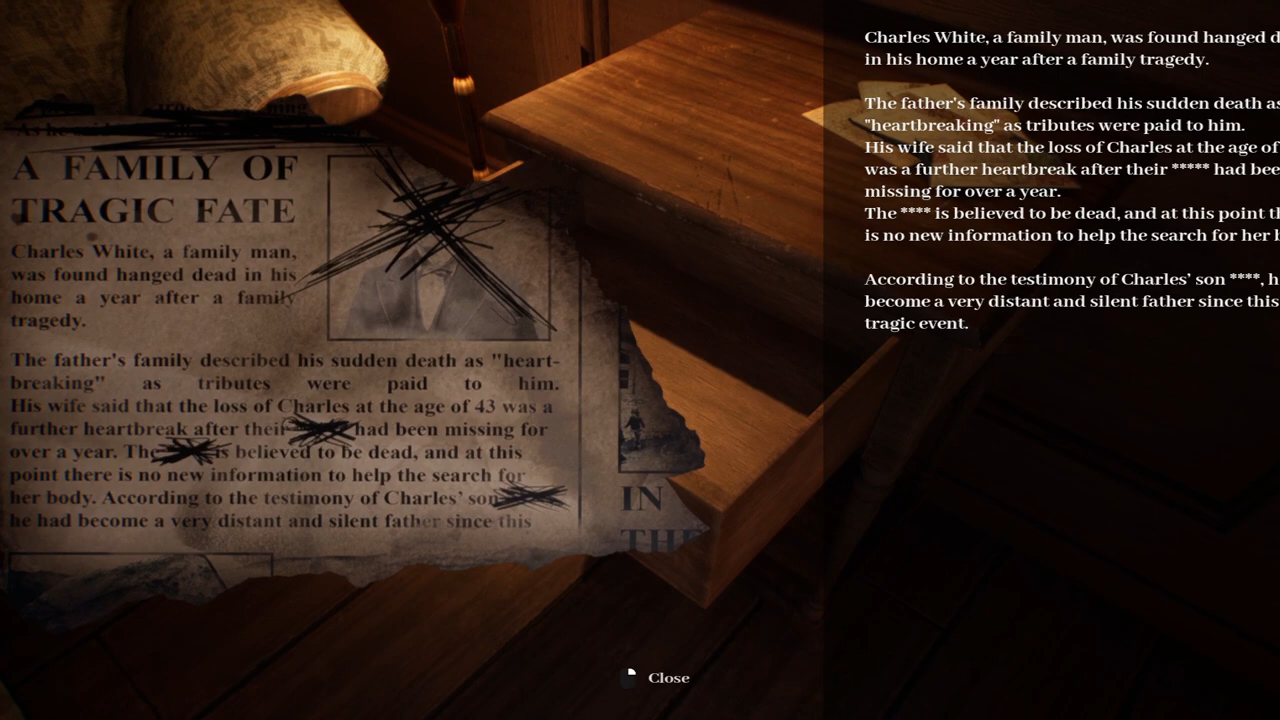 As he said
A FAMILY OF
TRAGIC FATE
Charles White, a family man,
was found hanged dead in his
home a year after a family
tragedy.
The father's family described his sudden death as "heart-
breaking" as tributes were paid to him.
His wife said that the loss of Charles at the age of 43 was a
further heartbreak after their had been missing for
over a year. The is believed to be dead, and at this
point there is no new information to help the search for
her body. According to the testimony of Charles' son
he had become a very distant and silent father since this
IN
THE
Charles White, a family man, was found hanged d
in his home a year after a family tragedy.
The father's family described his sudden death as
"heartbreaking" as tributes were paid to him.
His wife said that the loss of Charles at the age of
was a further heartbreak after their ***** had bee
missing for over a year.
The **** is believed to be dead, and at this point th
is no new information to help the search for her b
According to the testimony of Charles' son ****, h
become a very distant and silent father since this
tragic event.
Close